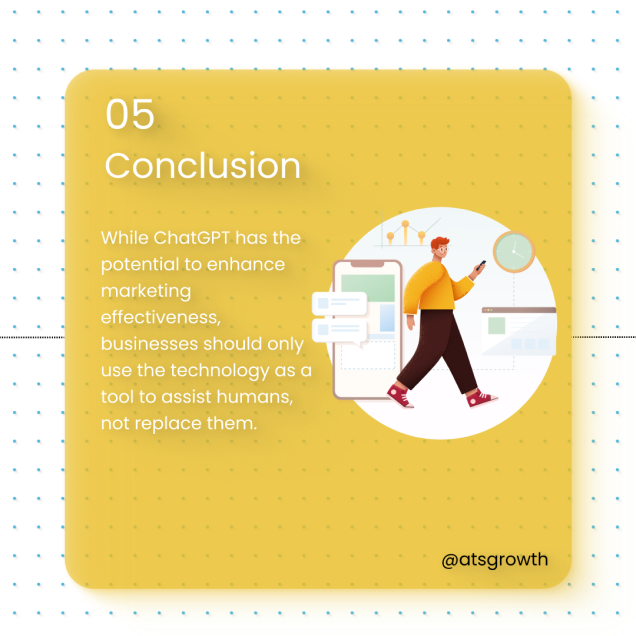 05
Conclusion
While ChatGPT has the
potential to enhance
marketing
effectiveness,
businesses should only
use the technology as a
tool to assist humans,
not replace them.
@atsgrowth